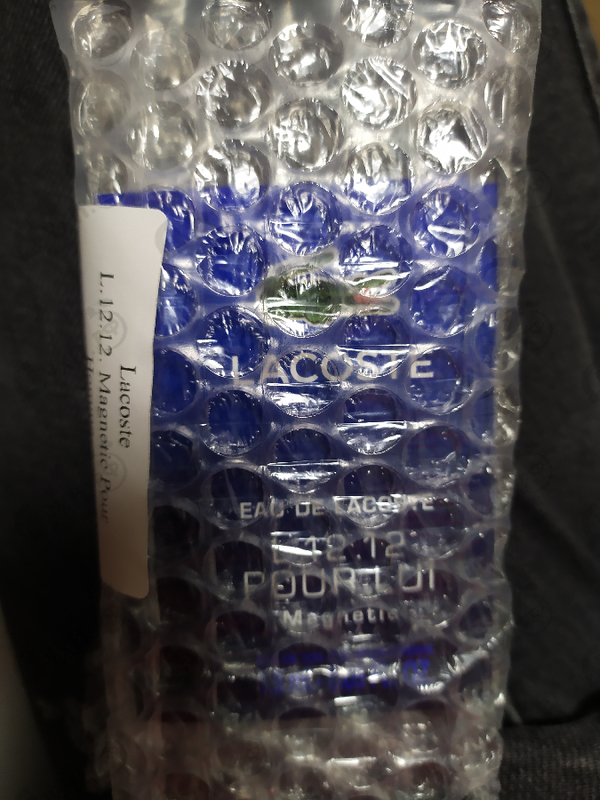 Lacoste
L.12.12. Magnetic Pour
LACOSTE
EAU DE LACOSTE
L.12.12
POUR LUI
Magnetic